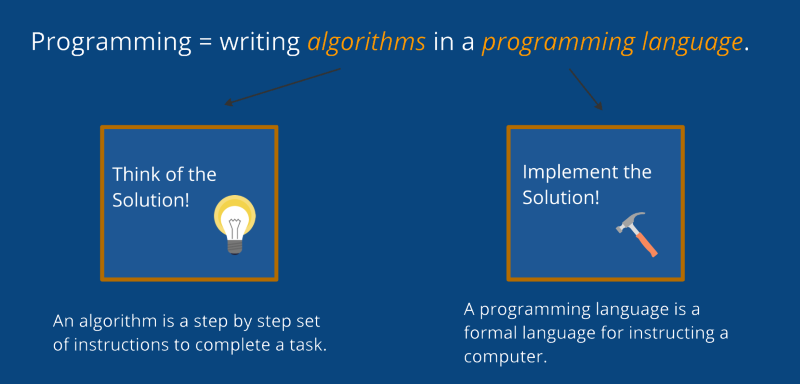 Programming = writing algorithms in a programming language.
Think of the
Solution!
Implement the
Solution!
An algorithm is a step by step set
of instructions to complete a task.
A programming language is a
formal language for instructing a
computer.